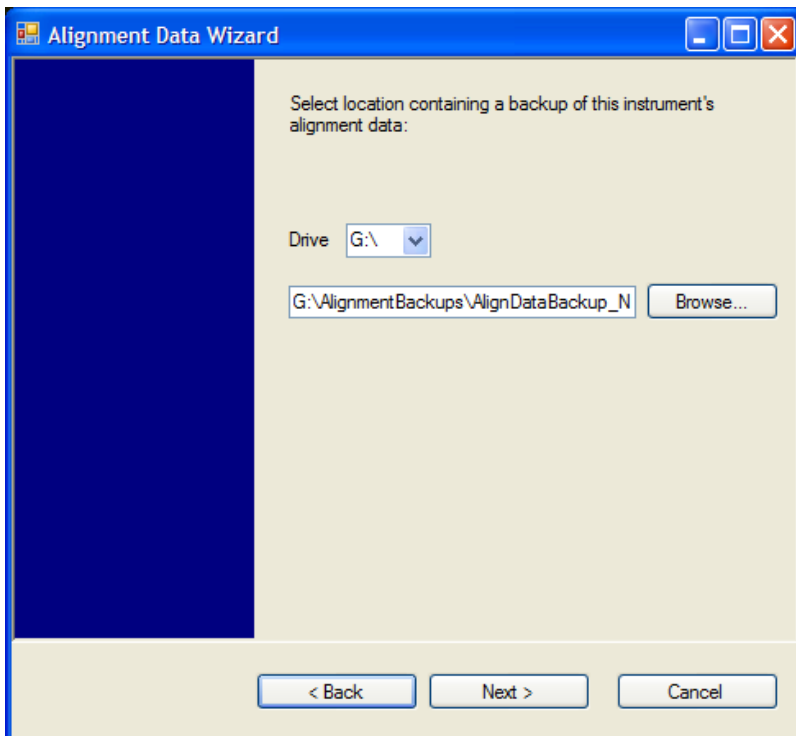 Alignment Data Wizard
Select location containing a backup of this instrument's
alignment data:
Drive G:\
G:\AlignmentBackups\AlignDataBackup_N Browse...
< Back Next > Cancel